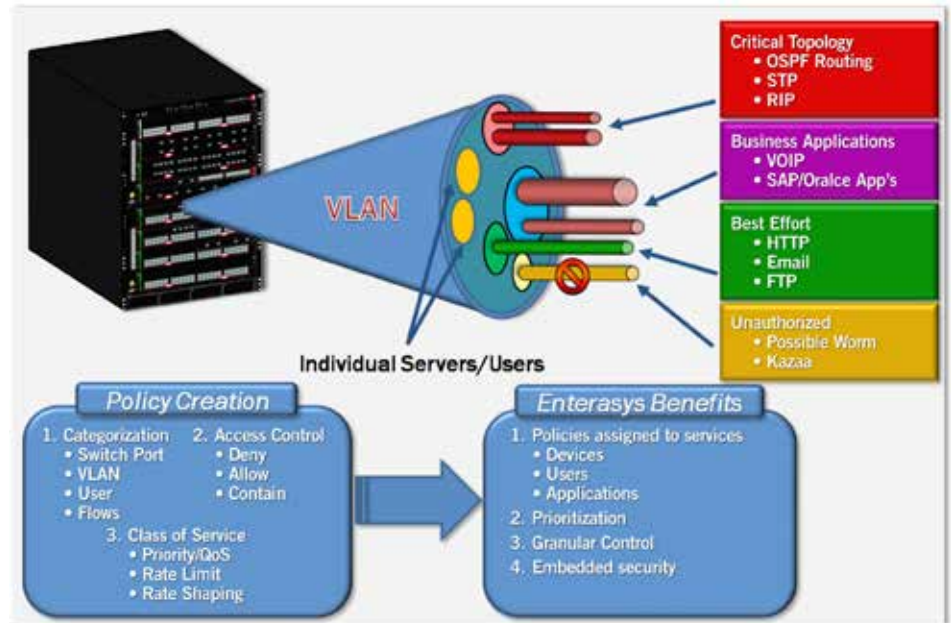 Critical Topology
• OSPF Routing
• STP
• RIP
Business Applications
• VOIP
• SAP/Oralce App's
Best Effort
• HTTP
• Email
• FTP
Unauthorized
• Possible Worm
• Kazaa
VLAN
Individual Servers/Users
Policy Creation
1. Categorization
• Switch Port
• VLAN
• User
• Flows
2. Access Control
• Deny
• Allow
• Contain
3. Class of Service
• Priority/QoS
• Rate Limit
• Rate Shaping
Enterasys Benefits
1. Policies assigned to services
• Devices
• Users
• Applications
2. Prioritization
3. Granular Control
4. Embedded security